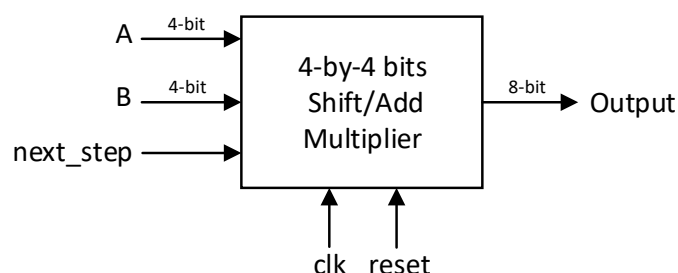 A
4-bit
B
4-bit
next_step
4-by-4 bits
Shift/Add
Multiplier
8-bit
Output
clk
reset